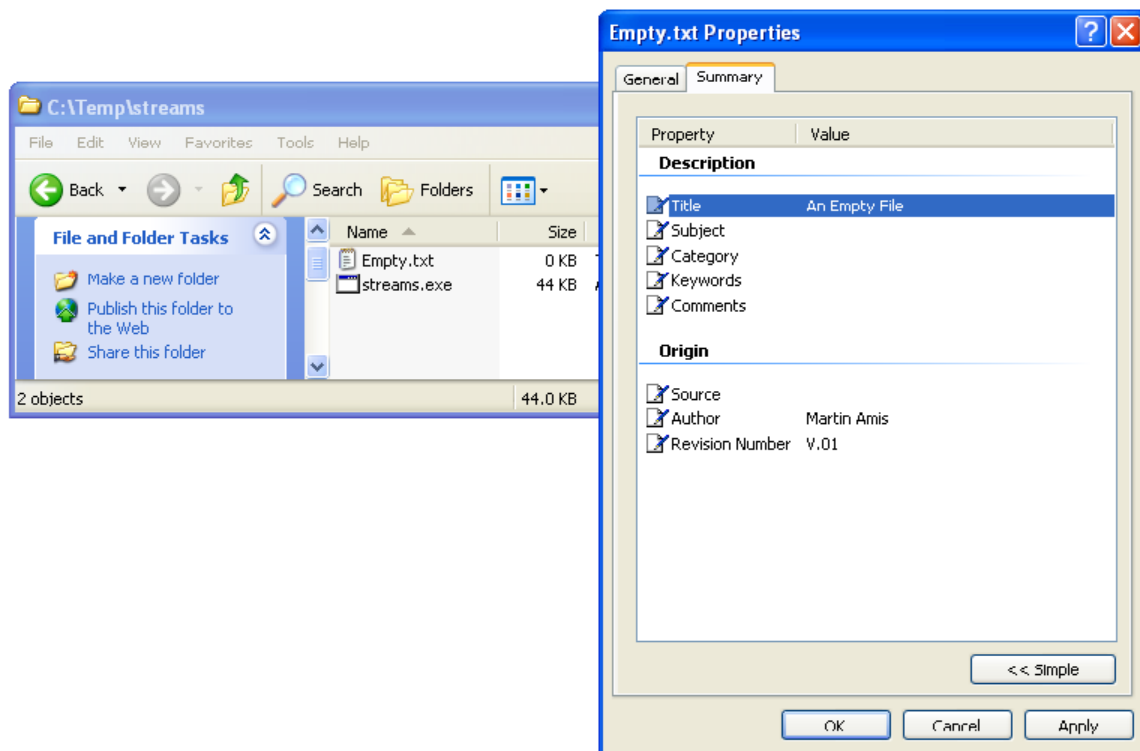 C:\Temp\streams
File Edit View Favorites Tools Help
Back Search Folders
File and Folder Tasks
Make a new folder
Publish this folder to
the Web
Share this folder
Name Size
Empty.txt 0 KB
streams.exe 44 KB
2 objects 44.0 KB
Empty.txt Properties
General Summary
Property Value
Description
Title An Empty File
Subject
Category
Keywords
Comments
Origin
Source
Author Martin Amis
Revision Number V.01
<< Simple
OK Cancel Apply